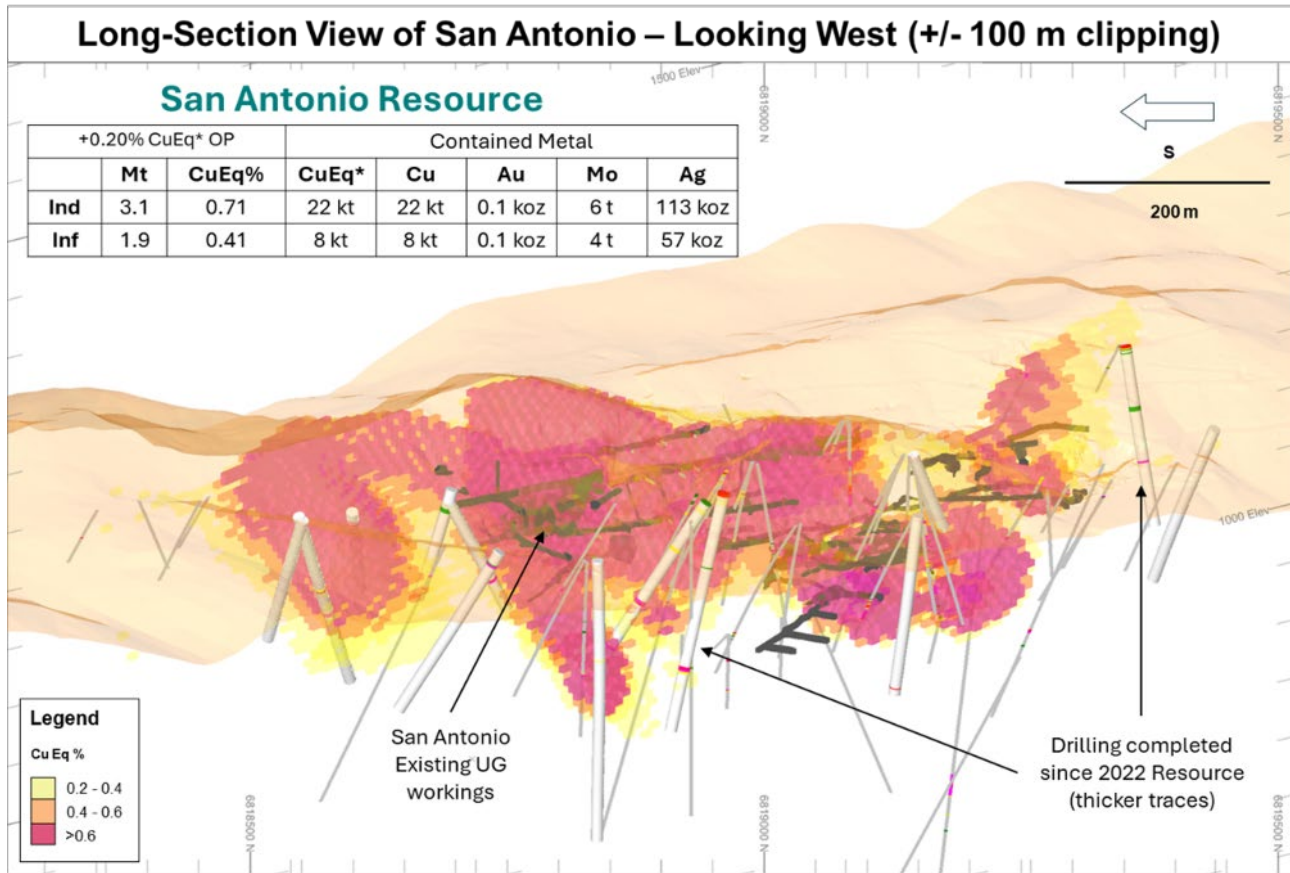 Long-Section View of San Antonio – Looking West (+/- 100 m clipping)
1500 Elev
6819000 N
6819500 N
San Antonio Resource
+0.20% CuEq* OP Contained Metal
Mt CuEq% CuEq* Cu Au Mo Ag
Ind 3.1 0.71 22 kt 22 kt 0.1 koz 6 t 113 koz
Inf 1.9 0.41 8 kt 8 kt 0.1 koz 4 t 57 koz
S
200 m
1000 Elev
San Antonio
Existing UG
workings
Drilling completed
since 2022 Resource
(thicker traces)
Legend
Cu Eq %
0.2 - 0.4
0.4 - 0.6
>0.6
6818500 N
6819000 N
6819500 N